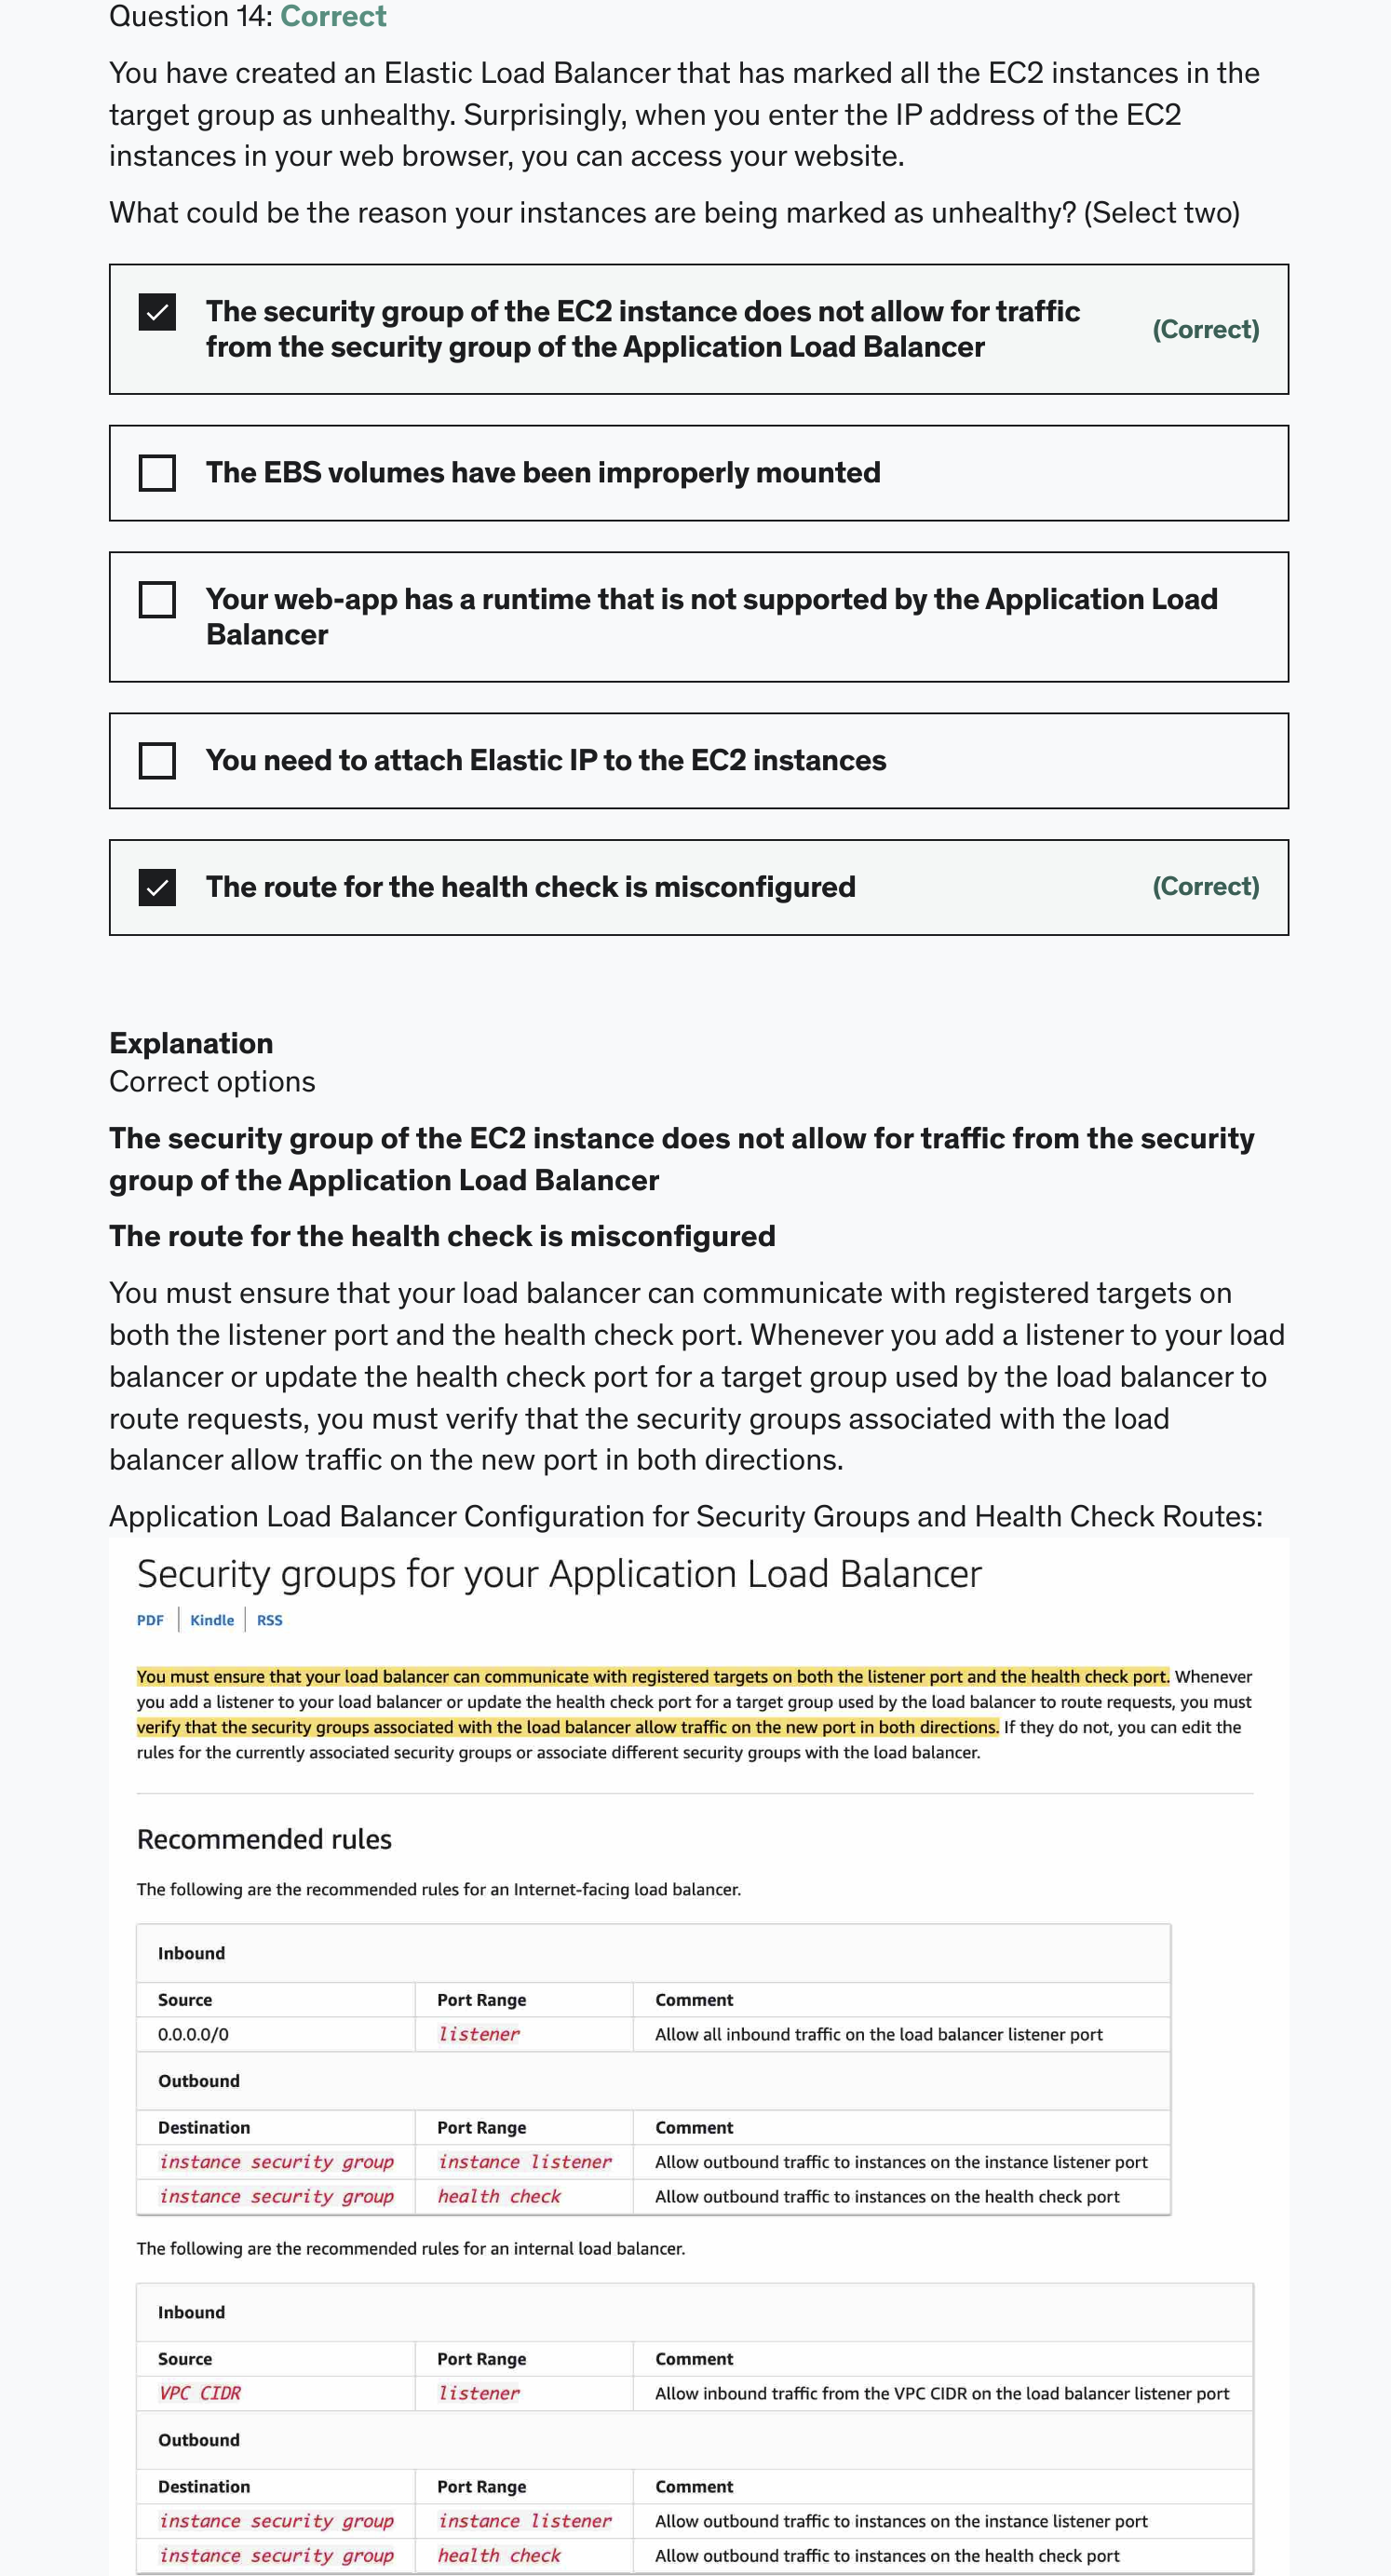 Question 14: Correct
You have created an Elastic Load Balancer that has marked all the EC2 instances in the
target group as unhealthy. Surprisingly, when you enter the IP address of the EC2
instances in your web browser, you can access your website.
What could be the reason your instances are being marked as unhealthy? (Select two)
The security group of the EC2 instance does not allow for traffic
from the security group of the Application Load Balancer
(Correct)
The EBS volumes have been improperly mounted
Your web-app has a runtime that is not supported by the Application Load
Balancer
You need to attach Elastic IP to the EC2 instances
The route for the health check is misconfigured
(Correct)
Explanation
Correct options
The security group of the EC2 instance does not allow for traffic from the security
group of the Application Load Balancer
The route for the health check is misconfigured
You must ensure that your load balancer can communicate with registered targets on
both the listener port and the health check port. Whenever you add a listener to your load
balancer or update the health check port for a target group used by the load balancer to
route requests, you must verify that the security groups associated with the load
balancer allow traffic on the new port in both directions.
Application Load Balancer Configuration for Security Groups and Health Check Routes:
Security groups for your Application Load Balancer
PDF Kindle RSS
You must ensure that your load balancer can communicate with registered targets on both the listener port and the health check port. Whenever
you add a listener to your load balancer or update the health check port for a target group used by the load balancer to route requests, you must
verify that the security groups associated with the load balancer allow traffic on the new port in both directions. If they do not, you can edit the
rules for the currently associated security groups or associate different security groups with the load balancer.
Recommended rules
The following are the recommended rules for an Internet-facing load balancer.
Inbound
Source Port Range Comment
0.0.0.0/0 listener Allow all inbound traffic on the load balancer listener port
Outbound
Destination Port Range Comment
instance security group instance listener Allow outbound traffic to instances on the instance listener port
instance security group health check Allow outbound traffic to instances on the health check port
The following are the recommended rules for an internal load balancer.
Inbound
Source Port Range Comment
VPC CIDR listener Allow inbound traffic from the VPC CIDR on the load balancer listener port
Outbound
Destination Port Range Comment
instance security group instance listener Allow outbound traffic to instances on the instance listener port
instance security group health check Allow outbound traffic to instances on the health check port